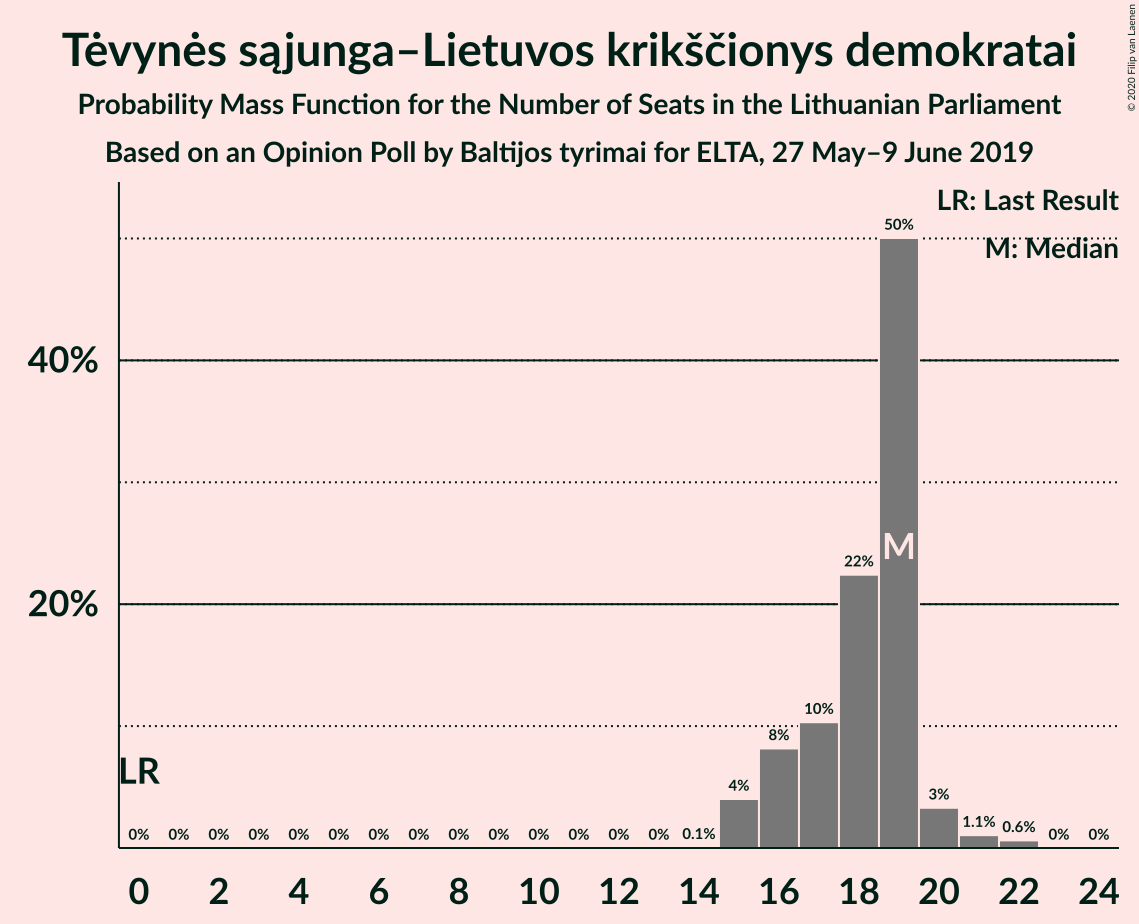 Tėvynės sąjunga–Lietuvos krikščionys demokratai
Probability Mass Function for the Number of Seats in the Lithuanian Parliament
Based on an Opinion Poll by Baltijos tyrimai for ELTA, 27 May–9 June 2019
© 2020 Filip van Laenen
LR: Last Result
M: Median
50%
40%
M
22%
20%
10%
8%
LR
4%
3%
1.1%
0.6%
0% 0% 0% 0% 0% 0% 0% 0% 0% 0% 0% 0% 0% 0% 0.1% 0% 0%
0 2 4 6 8 10 12 14 16 18 20 22 24